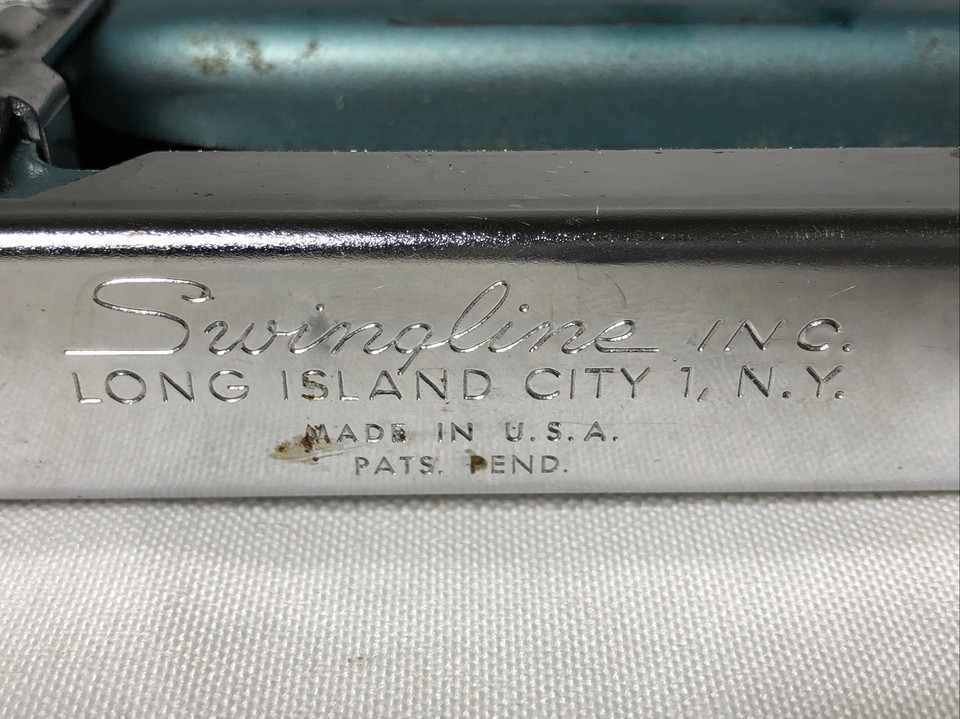 Swingline INC.
LONG ISLAND CITY 1, N.Y.
MADE IN U.S.A.
PATS. PEND.